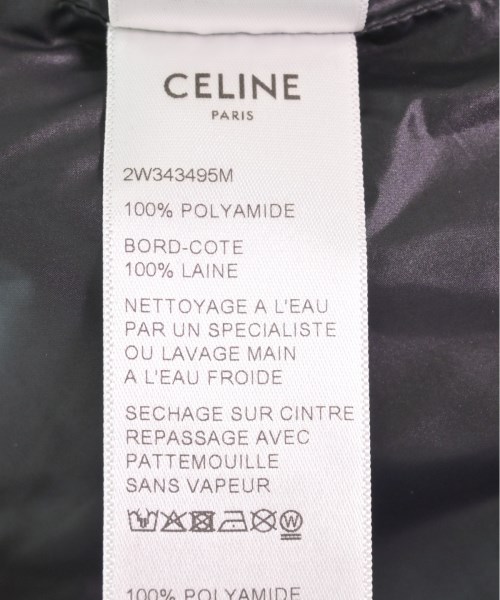 CELINE
PARIS
2W343495M
100% POLYAMIDE
BORD-COTE
100% LAINE
NETTOYAGE A L'EAU
PAR UN SPECIALISTE
OU LAVAGE MAIN
A L'EAU FROIDE
SECHAGE SUR CINTRE
REPASSAGE AVEC
PATTEMOUILLE
SANS VAPEUR
W
100% POLYAMIDE